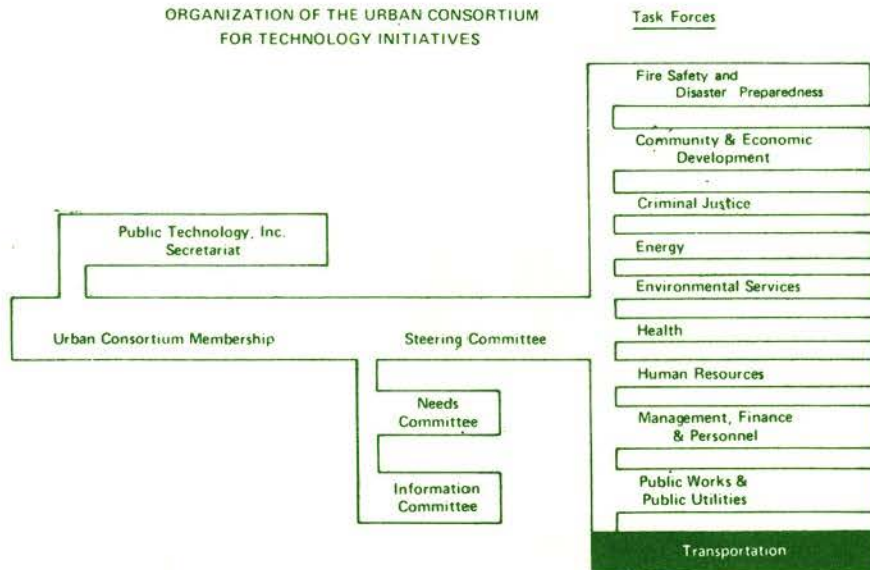 ORGANIZATION OF THE URBAN CONSORTIUM
FOR TECHNOLOGY INITIATIVES
Task Forces
Fire Safety and
Disaster Preparedness
Community & Economic
Development
Criminal Justice
Public Technology, Inc.
Secretariat
Energy
Environmental Services
Urban Consortium Membership
Steering Committee
Health
Human Resources
Needs
Committee
Management, Finance
& Personnel
Information
Committee
Public Works &
Public Utilities
Transportation